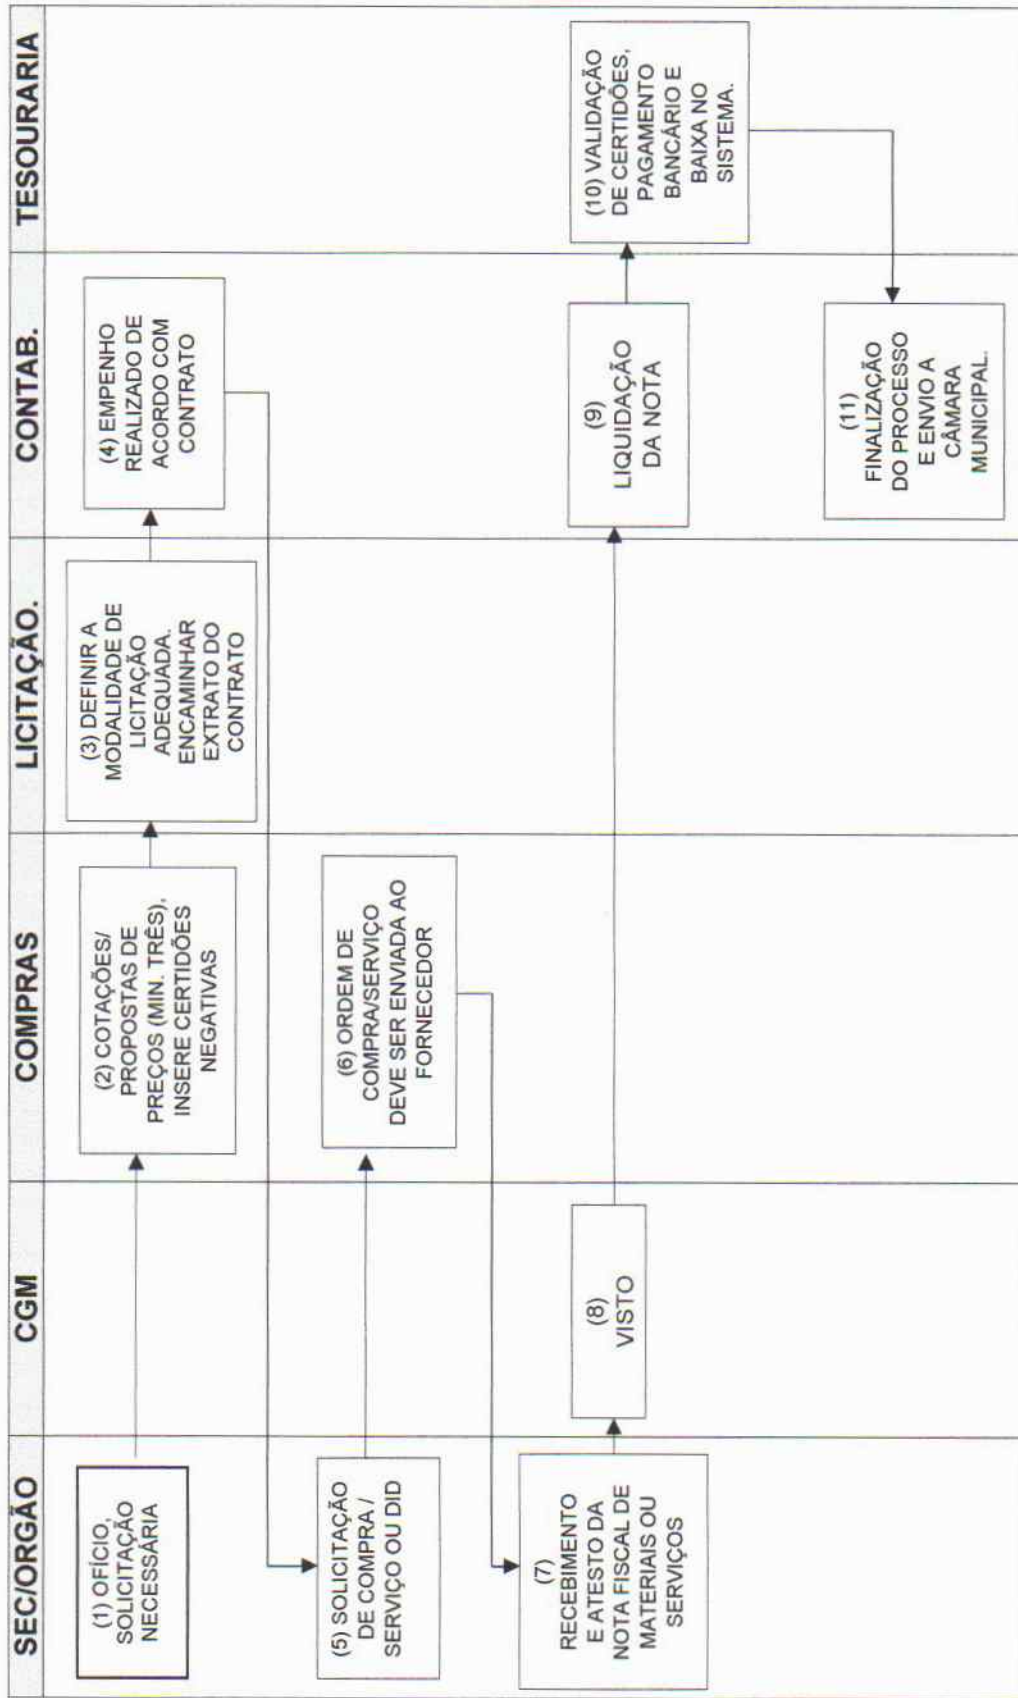 SEC/ORGÃO
CGM
COMPRAS
LICITAÇÃO.
CONTAB.
TESOURARIA
(1) OFÍCIO,
SOLICITAÇÃO
NECESSÁRIA
(2) COTAÇÕES/
PROPOSTAS DE
PREÇOS (MIN. TRÊS),
INSERE CERTIDÕES
NEGATIVAS
(3) DEFINIR A
MODALIDADE DE
LICITAÇÃO
ADEQUADA.
ENCAMINHAR
EXTRATO DO
CONTRATO
(4) EMPENHO
REALIZADO DE
ACORDO COM
CONTRATO
(5) SOLICITAÇÃO
DE COMPRA /
SERVIÇO OU DID
(6) ORDEM DE
COMPRA/SERVIÇO
DEVE SER ENVIADA AO
FORNECEDOR
(7)
RECEBIMENTO
E ATESTO DA
NOTA FISCAL DE
MATERIAIS OU
SERVIÇOS
(8)
VISTO
(9)
LIQUIDAÇÃO
DA NOTA
(10) VALIDAÇÃO
DE CERTIDÕES,
PAGAMENTO
BANCÁRIO E
BAIXA NO
SISTEMA.
(11)
FINALIZAÇÃO
DO PROCESSO
E ENVIO A
CÂMARA
MUNICIPAL.